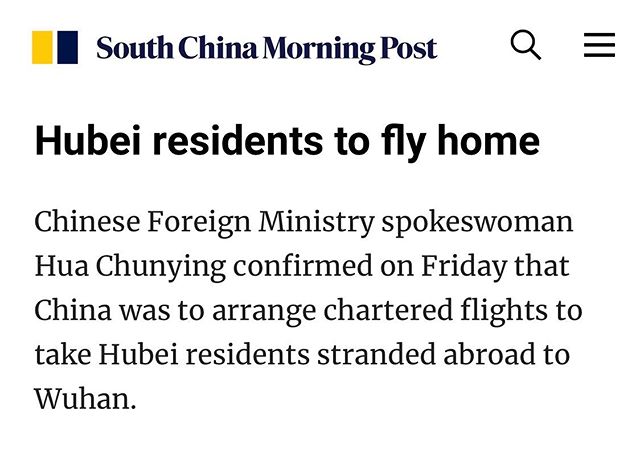 South China Morning Post
Hubei residents to fly home
Chinese Foreign Ministry spokeswoman
Hua Chunying confirmed on Friday that
China was to arrange chartered flights to
take Hubei residents stranded abroad to
Wuhan.